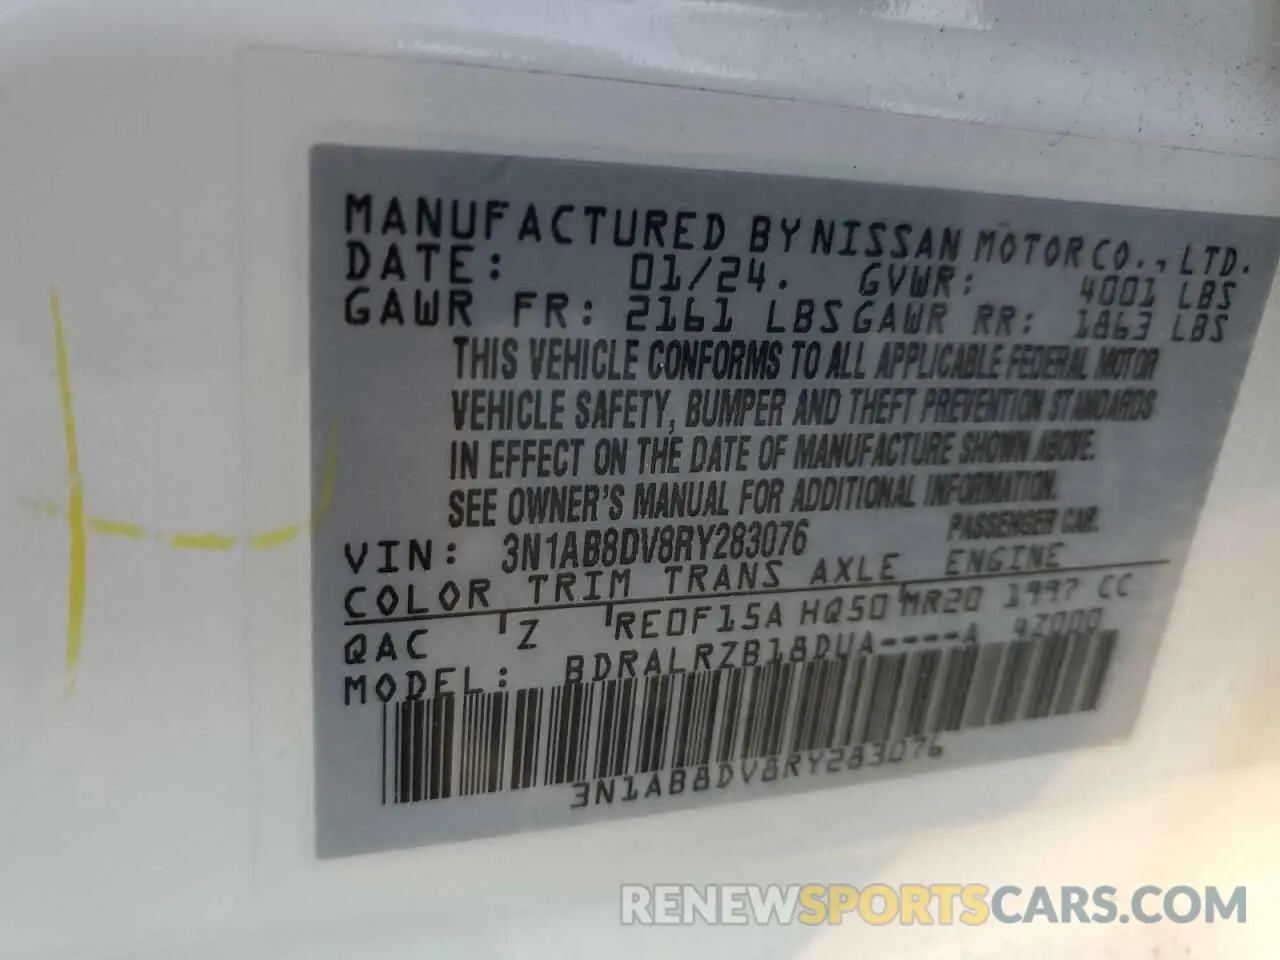 MANUFACTURED BY NISSAN MOTOR CO., LTD.
DATE: 01/24. GVWR: 4001 LBS
GAWR FR: 2161 LBS GAWR RR: 1863 LBS
THIS VEHICLE CONFORMS TO ALL APPLICABLE FEDERAL MOTOR
VEHICLE SAFETY, BUMPER AND THEFT PREVENTION STANDARDS
IN EFFECT ON THE DATE OF MANUFACTURE SHOWN ABOVE.
SEE OWNER'S MANUAL FOR ADDITIONAL INFORMATION.
VIN: 3N1AB8DV8RY283076 PASSENGER CAR.
COLOR TRIM TRANS AXLE ENGINE
QAC Z RE0F15A HQ50 MR20 1997 CC
MODEL: BDRALRZB18DUA----A 4Z000
3N1AB8DV8RY283076
RENEWSPORTSCARS.COM